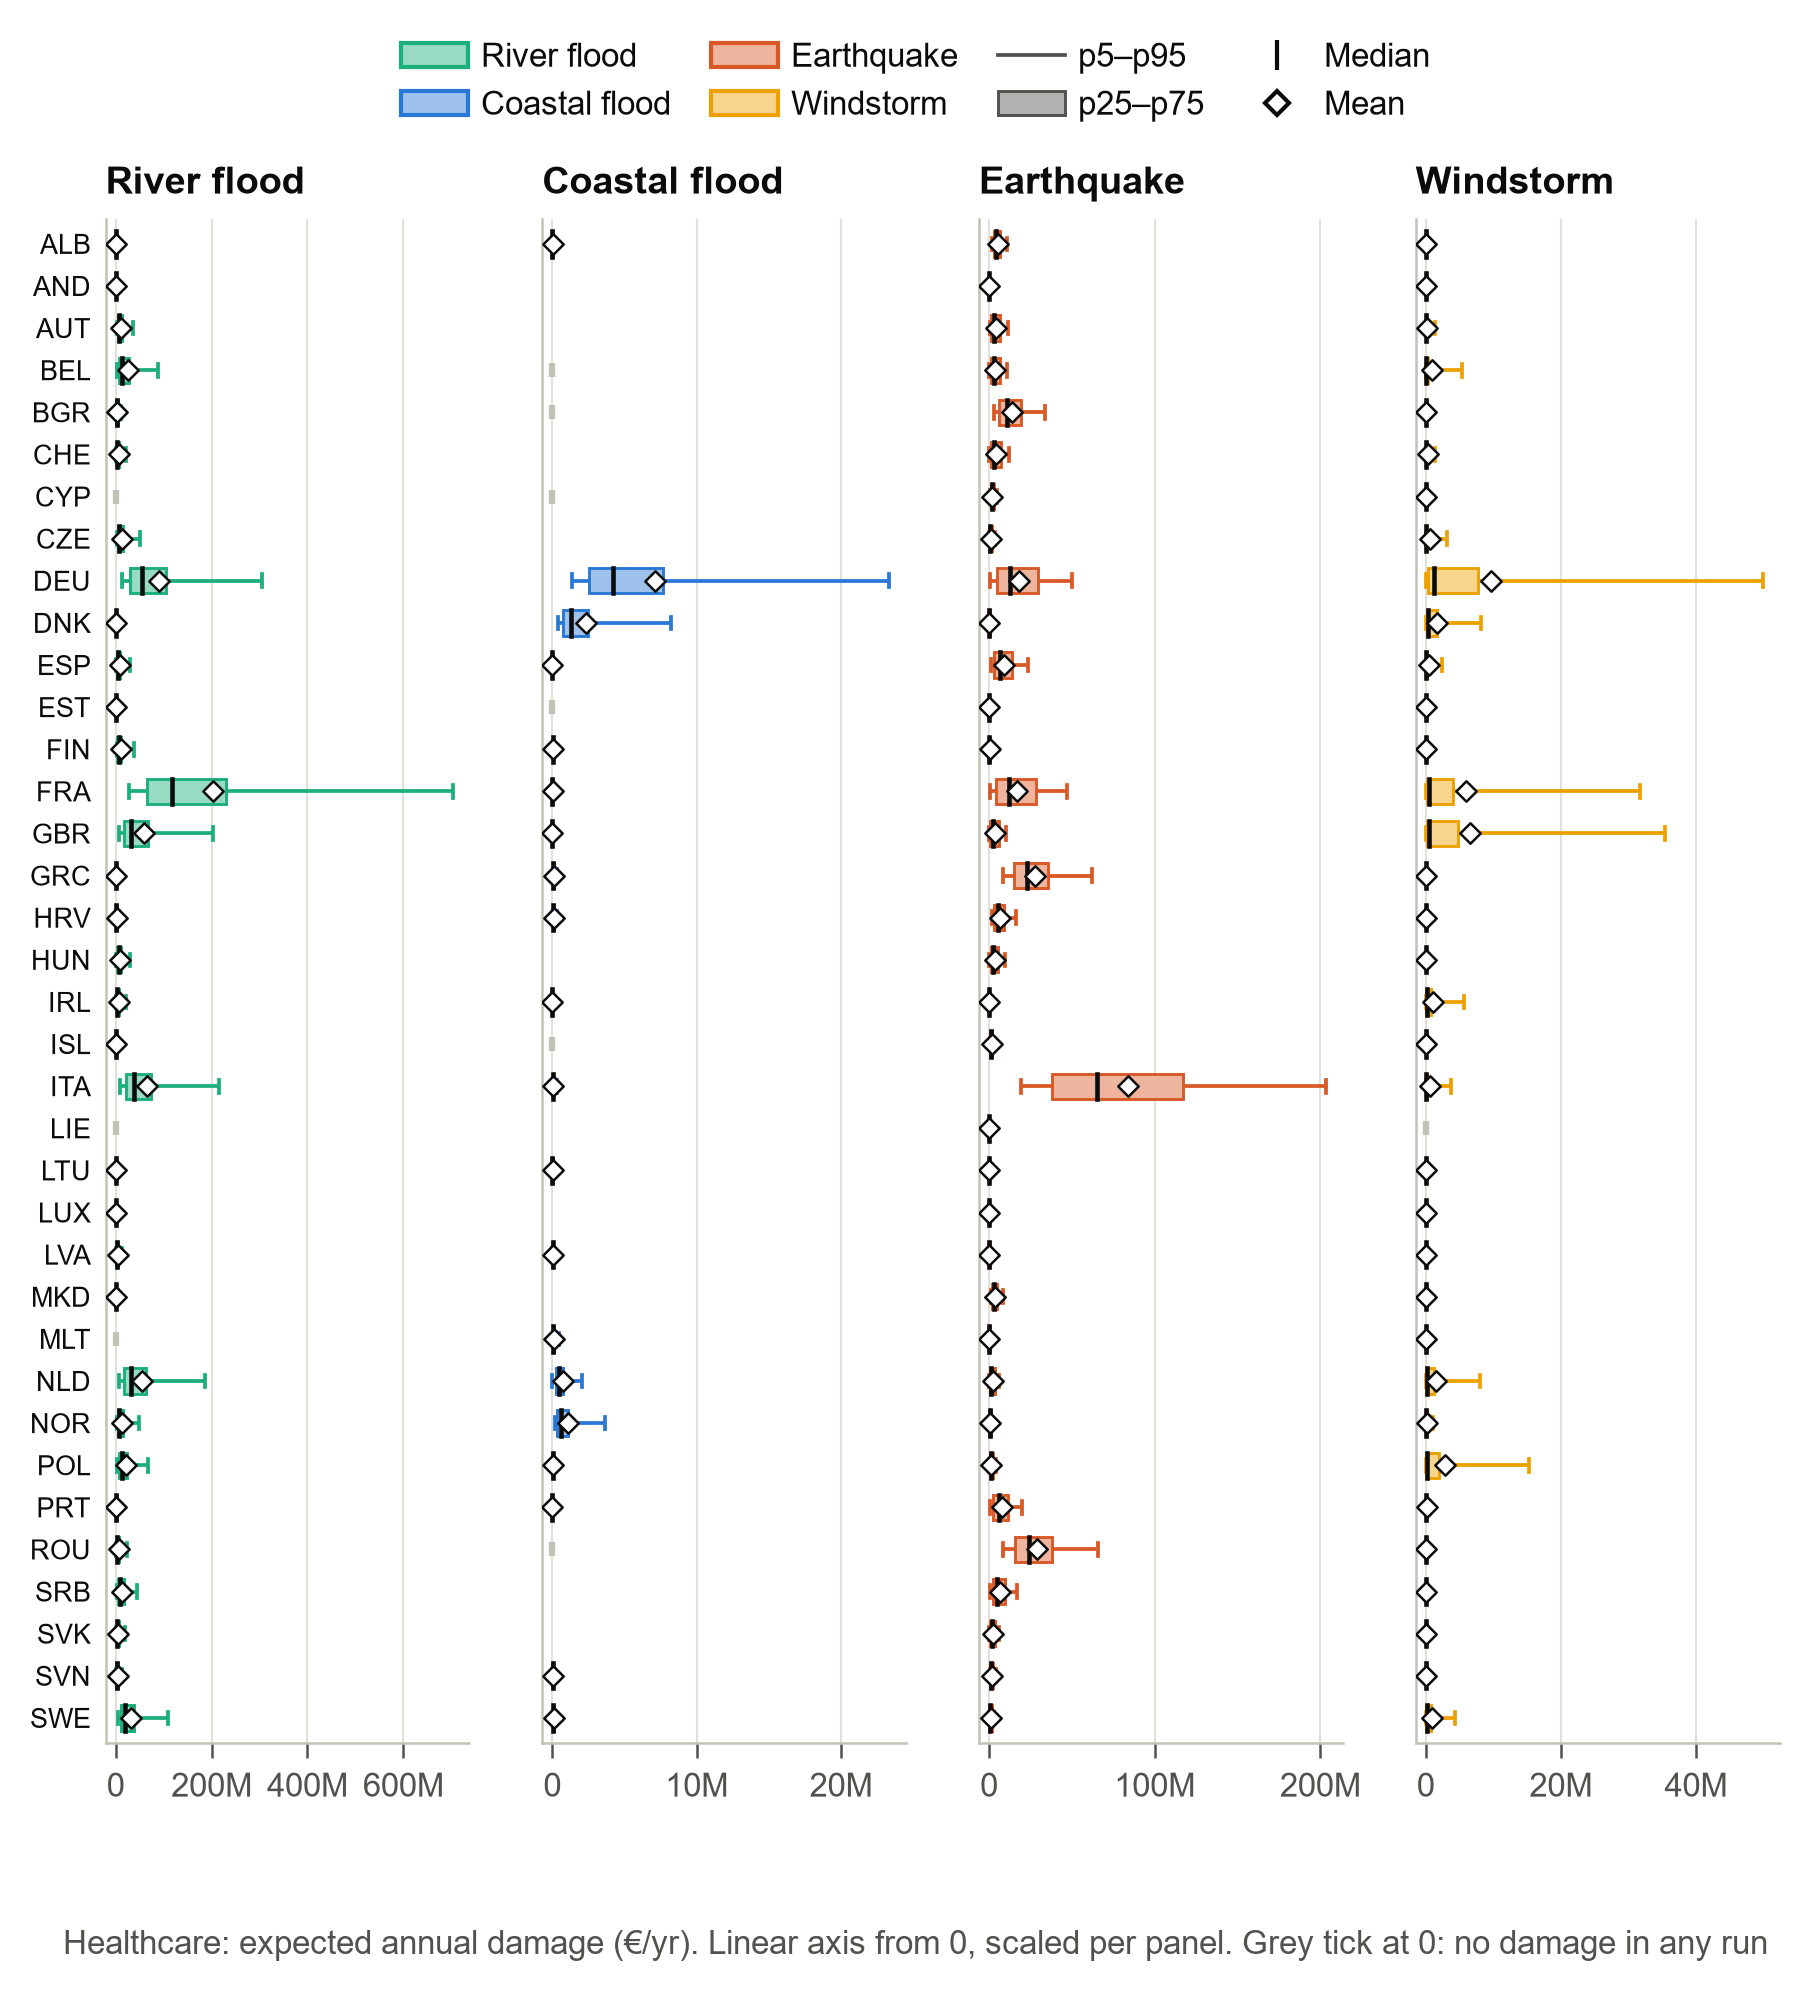 River flood
Earthquake
p5–p95
Median
Coastal flood
Windstorm
p25–p75
Mean
River flood
Coastal flood
Earthquake
Windstorm
ALB
AND
AUT
BEL
BGR
CHE
CYP
CZE
DEU
DNK
ESP
EST
FIN
FRA
GBR
GRC
HRV
HUN
IRL
ISL
ITA
LIE
LTU
LUX
LVA
MKD
MLT
NLD
NOR
POL
PRT
ROU
SRB
SVK
SVN
SWE
0 200M 400M 600M
0 10M 20M
0 100M 200M
0 20M 40M
Healthcare: expected annual damage (€/yr). Linear axis from 0, scaled per panel. Grey tick at 0: no damage in any run